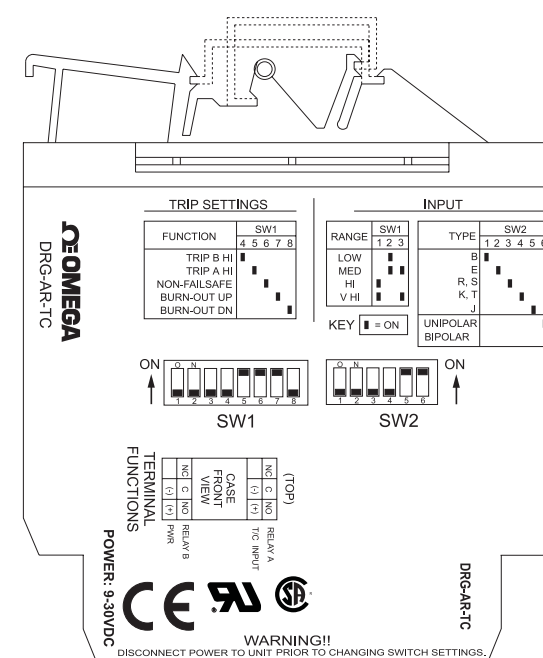 TRIP SETTINGS
FUNCTION SW1
4 5 6 7 8
TRIP B HI
TRIP A HI
NON-FAILSAFE
BURN-OUT UP
BURN-OUT DN
INPUT
RANGE SW1
1 2 3
LOW
MED
HI
V HI
KEY = ON
TYPE SW2
1 2 3 4 5 6
B
E
R, S
K, T
J
UNIPOLAR
BIPOLAR
Ω OMEGA
DRG-AR-TC
ON
O N
1 2 3 4 5 6 7 8
SW1
O N
1 2 3 4 5 6
SW2
ON
TERMINAL
FUNCTIONS
(TOP)
CASE
FRONT
VIEW
NC C NO
(-) (+)
RELAY A
T/C INPUT
NC C NO
(-) (+)
RELAY B
PWR
POWER: 9-30VDC
CE
RU
SA
DRG-AR-TC
WARNING!!
DISCONNECT POWER TO UNIT PRIOR TO CHANGING SWITCH SETTINGS.